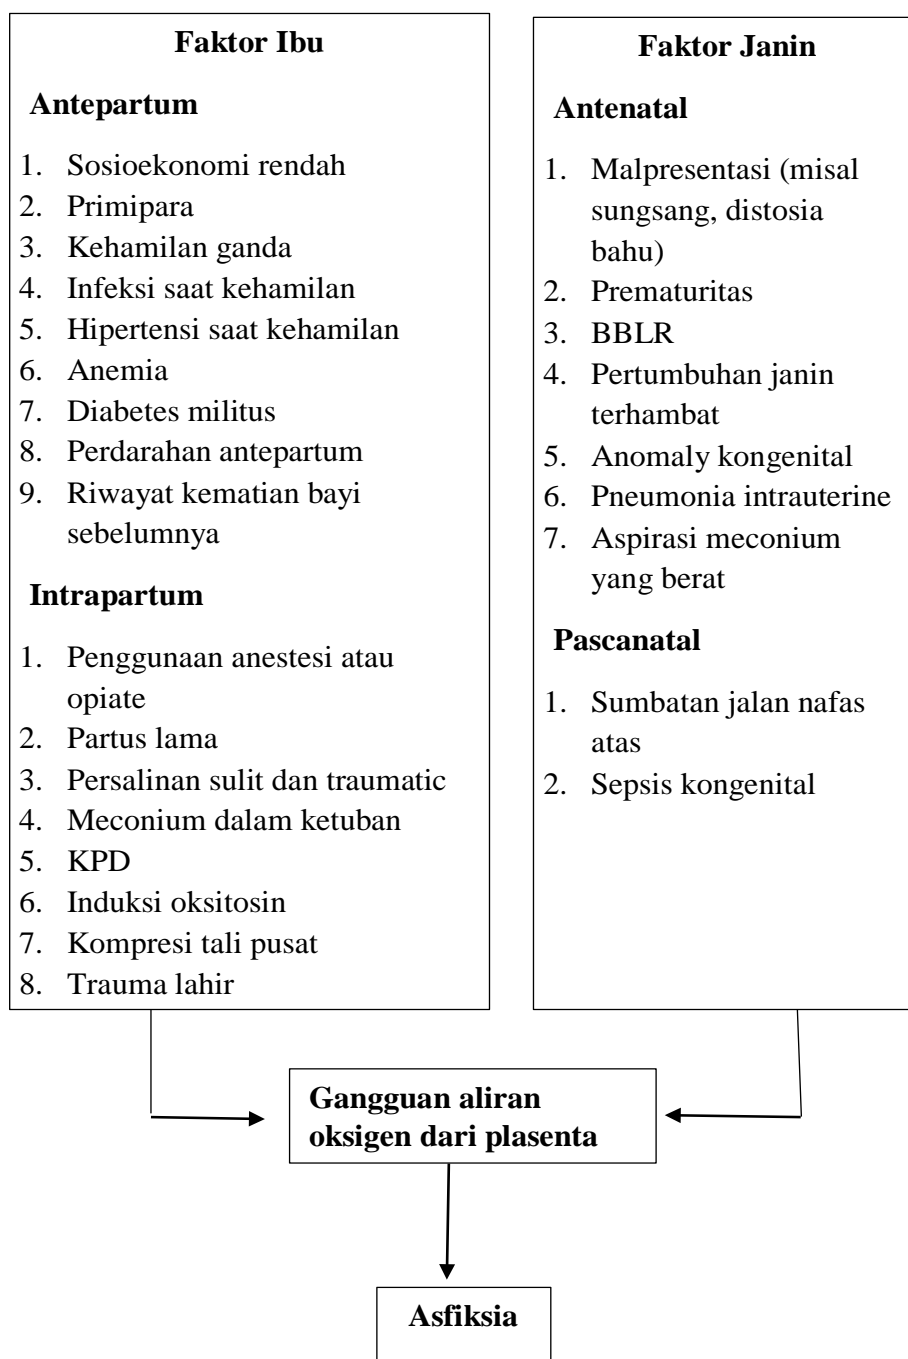 Faktor Ibu
Antepartum
1. Sosioekonomi rendah
2. Primipara
3. Kehamilan ganda
4. Infeksi saat kehamilan
5. Hipertensi saat kehamilan
6. Anemia
7. Diabetes militus
8. Perdarahan antepartum
9. Riwayat kematian bayi
sebelumnya
Intrapartum
1. Penggunaan anestesi atau
opiate
2. Partus lama
3. Persalinan sulit dan traumatic
4. Meconium dalam ketuban
5. KPD
6. Induksi oksitosin
7. Kompresi tali pusat
8. Trauma lahir
Faktor Janin
Antenatal
1. Malpresentasi (misal
sungsang, distosia
bahu)
2. Prematuritas
3. BBLR
4. Pertumbuhan janin
terhambat
5. Anomaly kongenital
6. Pneumonia intrauterine
7. Aspirasi meconium
yang berat
Pascanatal
1. Sumbatan jalan nafas
atas
2. Sepsis kongenital
Gangguan aliran
oksigen dari plasenta
Asfiksia